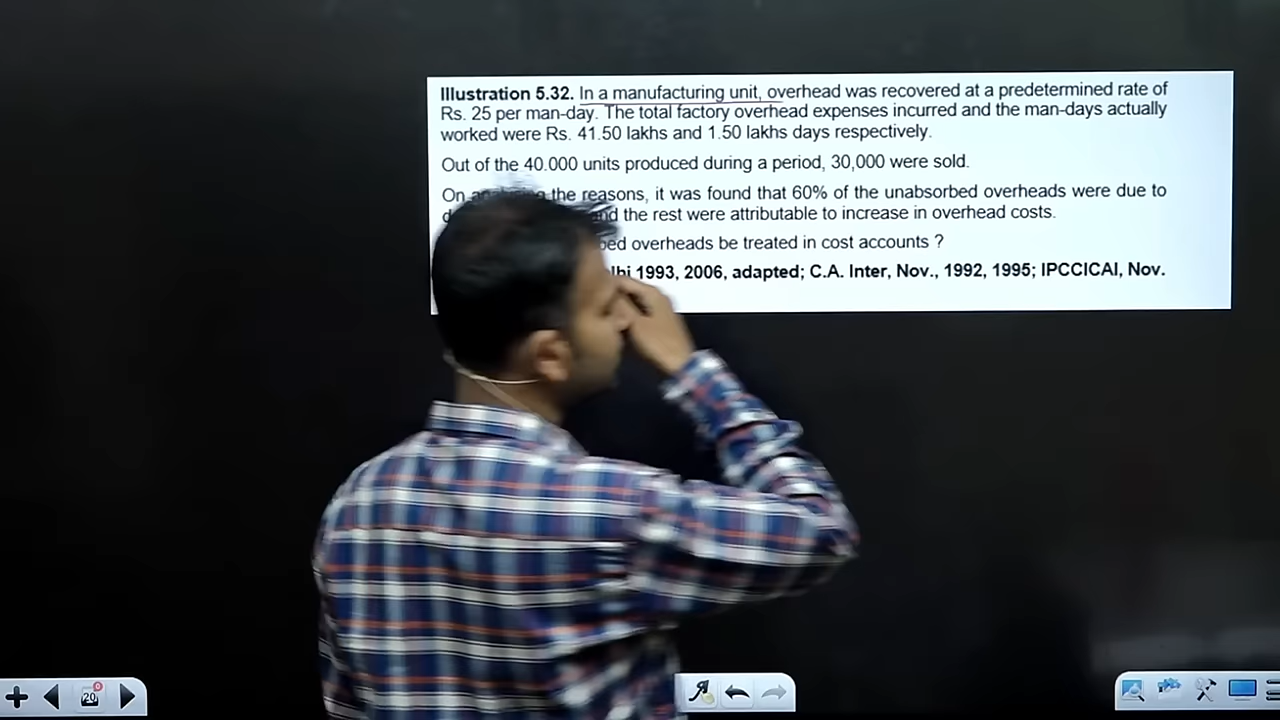 Illustration 5.32. In a manufacturing unit, overhead was recovered at a predetermined rate of
Rs. 25 per man-day. The total factory overhead expenses incurred and the man-days actually
worked were Rs. 41.50 lakhs and 1.50 lakhs days respectively.
Out of the 40.000 units produced during a period, 30,000 were sold.
On the reasons, it was found that 60% of the unabsorbed overheads were due to
the rest were attributable to increase in overhead costs.
overheads be treated in cost accounts ?
1993, 2006, adapted; C.A. Inter, Nov., 1992, 1995; IPCCICAI, Nov.
20